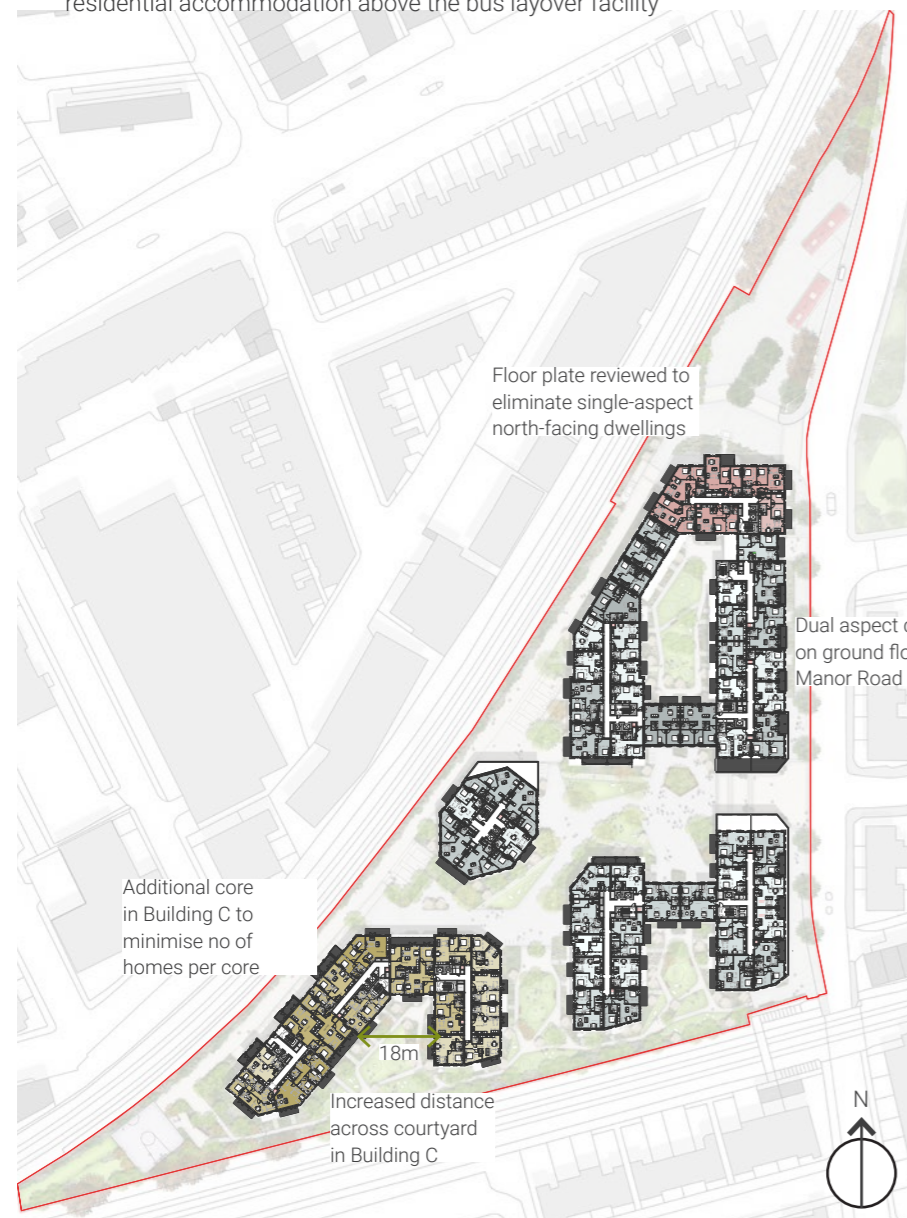 residential accommodation above the bus layover facility
Floor plate reviewed to
eliminate single-aspect
north-facing dwellings
Dual aspect
on ground
Manor Road
Additional core
in Building C to
minimise no of
homes per core
18m
Increased distance
across courtyard
in Building C
N